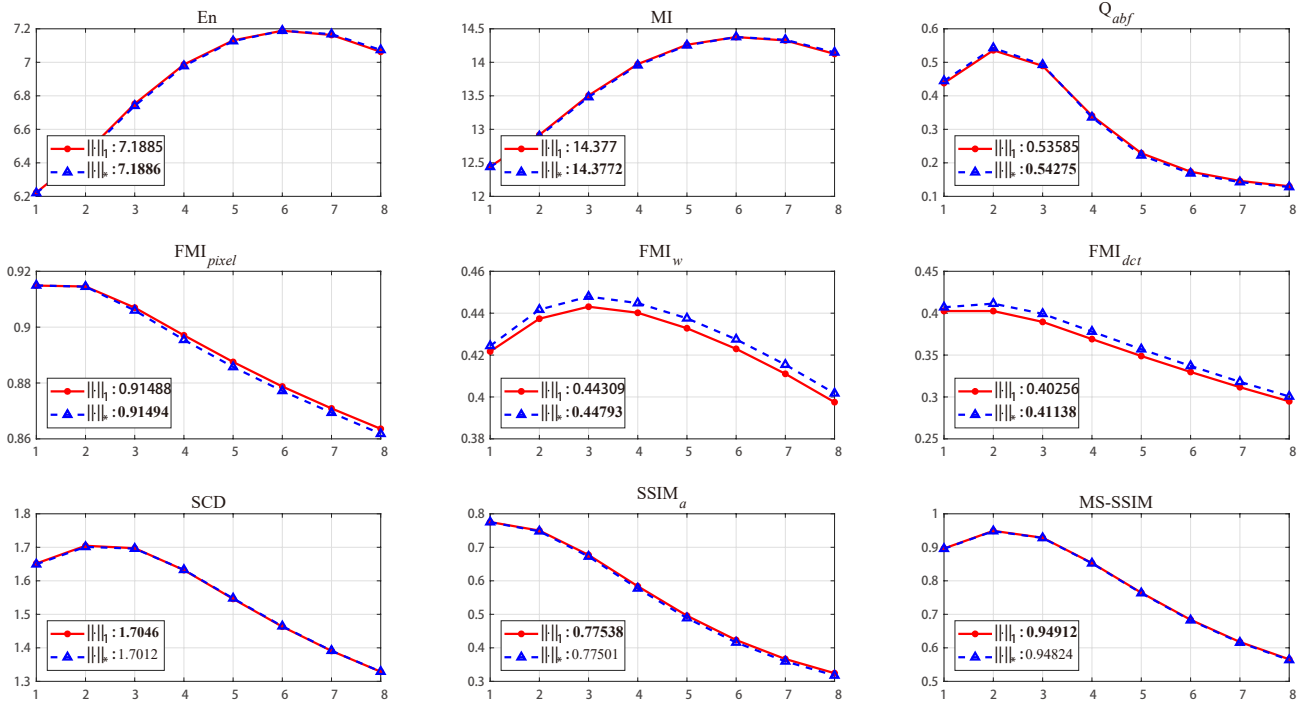 En
7.2
7
6.8
6.6
6.4
6.2
||·||₁ : 7.1885
||·||* : 7.1886
1 2 3 4 5 6 7 8
MI
14.5
14
13.5
13
12.5
12
||·||₁ : 14.377
||·||* : 14.3772
1 2 3 4 5 6 7 8
Q_abf
0.6
0.5
0.4
0.3
0.2
0.1
||·||₁ : 0.53585
||·||* : 0.54275
1 2 3 4 5 6 7 8
FMI_pixel
0.92
0.9
0.88
0.86
||·||₁ : 0.91488
||·||* : 0.91494
1 2 3 4 5 6 7 8
FMI_w
0.46
0.44
0.42
0.4
0.38
||·||₁ : 0.44309
||·||* : 0.44793
1 2 3 4 5 6 7 8
FMI_dct
0.45
0.4
0.35
0.3
0.25
||·||₁ : 0.40256
||·||* : 0.41138
1 2 3 4 5 6 7 8
SCD
1.8
1.7
1.6
1.5
1.4
1.3
||·||₁ : 1.7046
||·||* : 1.7012
1 2 3 4 5 6 7 8
SSIM_a
0.8
0.7
0.6
0.5
0.4
0.3
||·||₁ : 0.77538
||·||* : 0.77501
1 2 3 4 5 6 7 8
MS-SSIM
1
0.9
0.8
0.7
0.6
0.5
||·||₁ : 0.94912
||·||* : 0.94824
1 2 3 4 5 6 7 8